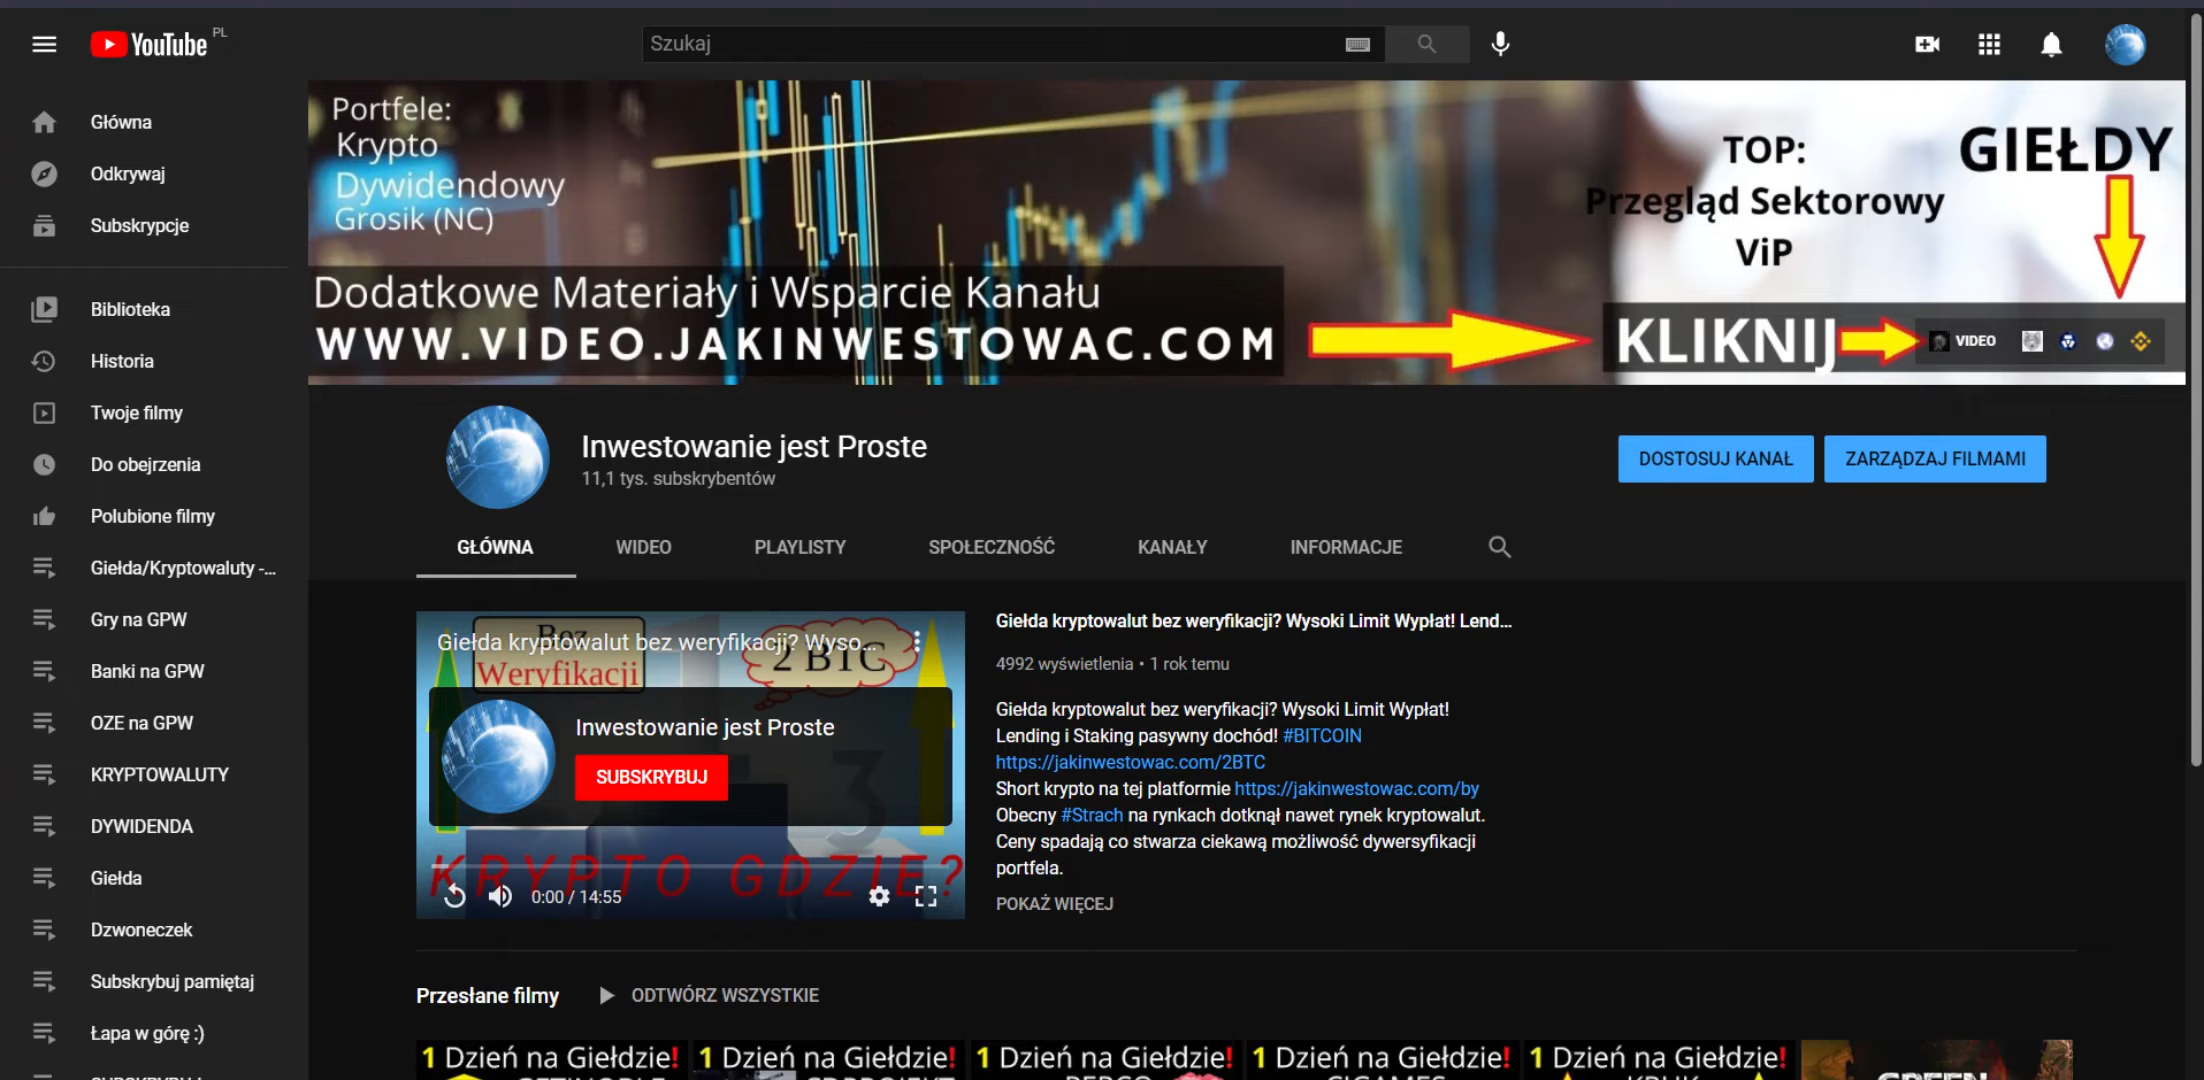 YouTube PL
Szukaj
Główna
Odkrywaj
Subskrypcje
Biblioteka
Historia
Twoje filmy
Do obejrzenia
Polubione filmy
Giełda/Kryptowaluty -...
Gry na GPW
Banki na GPW
OZE na GPW
KRYPTOWALUTY
DYWIDENDA
Giełda
Dzwoneczek
Subskrybuj pamiętaj
Łapa w górę :)
Portfele:
Krypto
Dywidendowy
Grosik (NC)
Dodatkowe Materiały i Wsparcie Kanału
WWW.VIDEO.JAKINWESTOWAC.COM
TOP:
Przegląd Sektorowy
ViP
GIEŁDY
KLIKNIJ
VIDEO
Inwestowanie jest Proste
11,1 tys. subskrybentów
DOSTOSUJ KANAŁ
ZARZĄDZAJ FILMAMI
GŁÓWNA
WIDEO
PLAYLISTY
SPOŁECZNOŚĆ
KANAŁY
INFORMACJE
Giełda kryptowalut bez weryfikacji? Wyso...
Bez
Weryfikacji
2 BTC
Inwestowanie jest Proste
SUBSKRYBUJ
3
KRYPTO GDZIE?
0:00 / 14:55
Giełda kryptowalut bez weryfikacji? Wysoki Limit Wypłat! Lend...
4992 wyświetlenia • 1 rok temu
Giełda kryptowalut bez weryfikacji? Wysoki Limit Wypłat!
Lending i Staking pasywny dochód! #BITCOIN
https://jakinwestowac.com/2BTC
Short krypto na tej platformie https://jakinwestowac.com/by
Obecny #Strach na rynkach dotknął nawet rynek kryptowalut.
Ceny spadają co stwarza ciekawą możliwość dywersyfikacji
portfela.
POKAŻ WIĘCEJ
Przesłane filmy
ODTWÓRZ WSZYSTKIE
1 Dzień na Giełdzie!
1 Dzień na Giełdzie!
1 Dzień na Giełdzie!
1 Dzień na Giełdzie!
1 Dzień na Giełdzie!